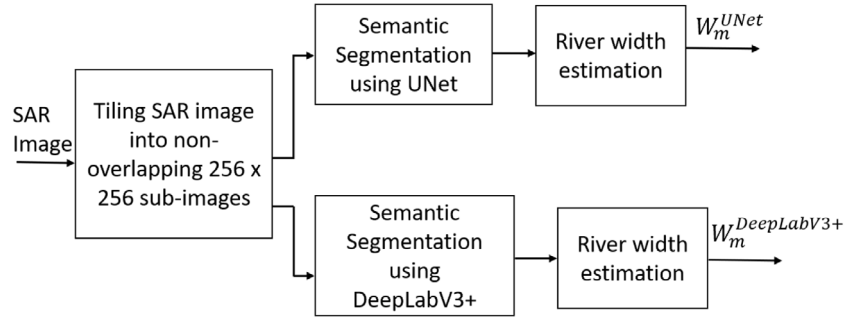 SAR
Image
Tiling SAR image
into non-
overlapping 256 x
256 sub-images
Semantic
Segmentation
using UNet
River width
estimation
W_m^{UNet}
Semantic
Segmentation
using
DeepLabV3+
River width
estimation
W_m^{DeepLabV3+}